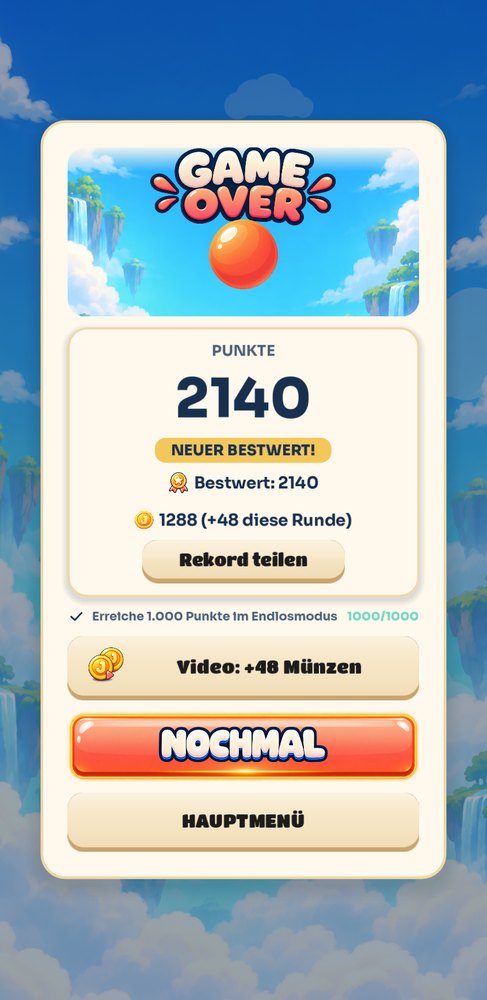 GAME
OVER
PUNKTE
2140
NEUER BESTWERT!
Bestwert: 2140
1288 (+48 diese Runde)
Rekord teilen
Erreiche 1.000 Punkte im Endlosmodus 1000/1000
Video: +48 Münzen
NOCHMAL
HAUPTMENÜ